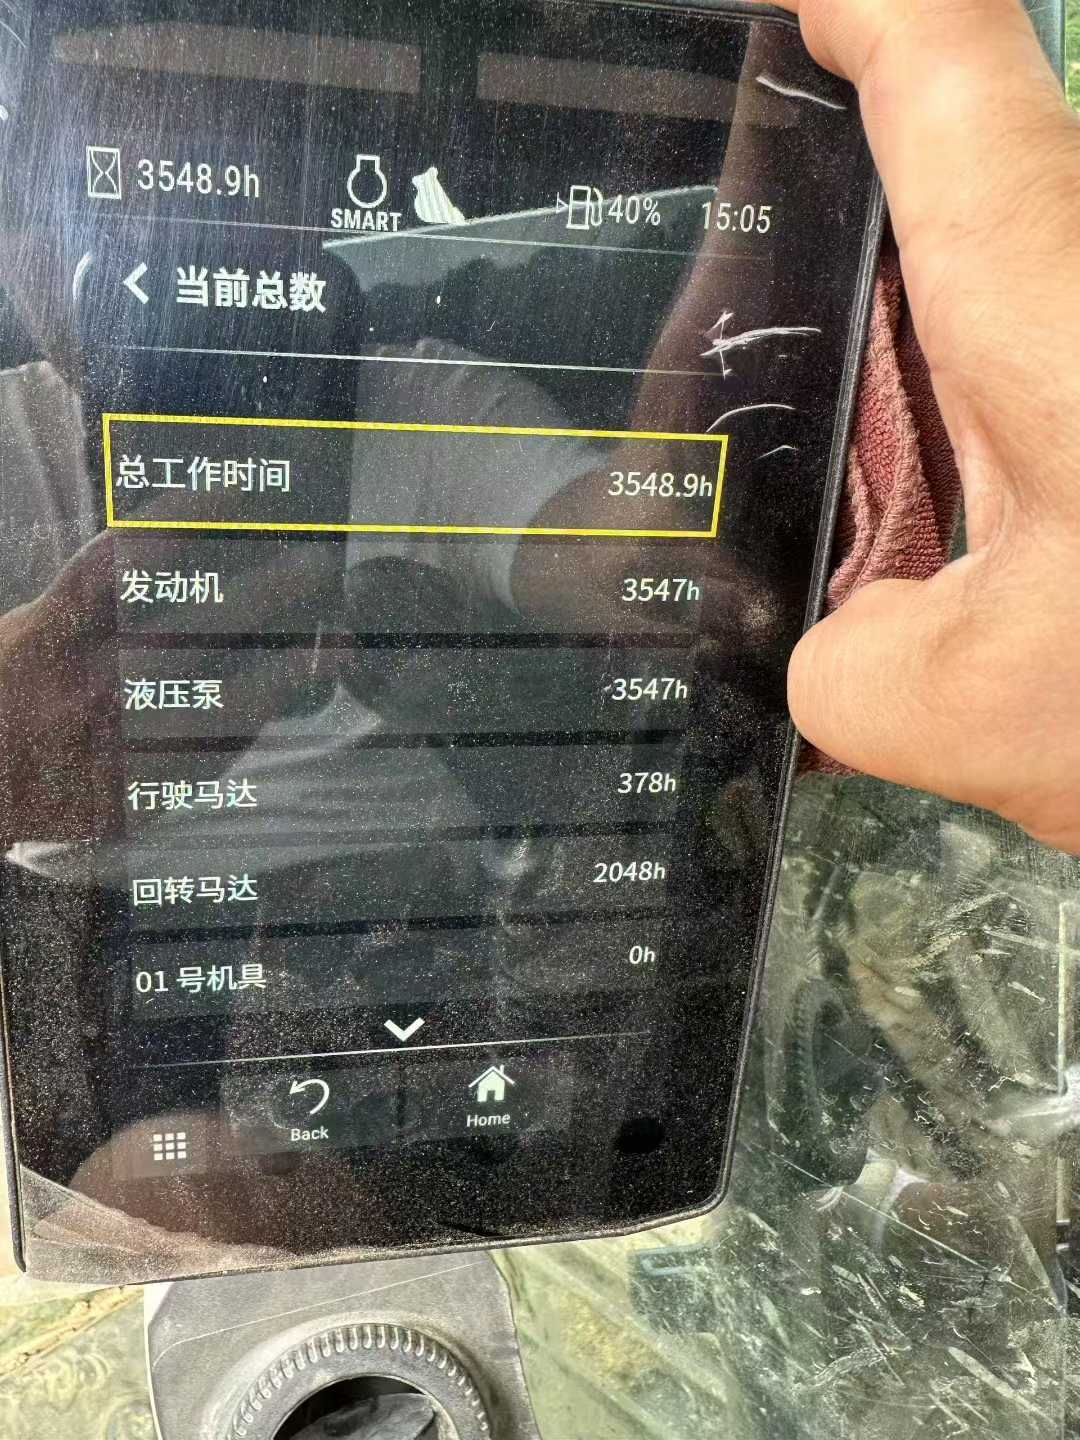 3548.9h
SMART
40%
15:05
当前总数
总工作时间 3548.9h
发动机 3547h
液压泵 3547h
行驶马达 378h
回转马达 2048h
01 号机具 0h
Back
Home